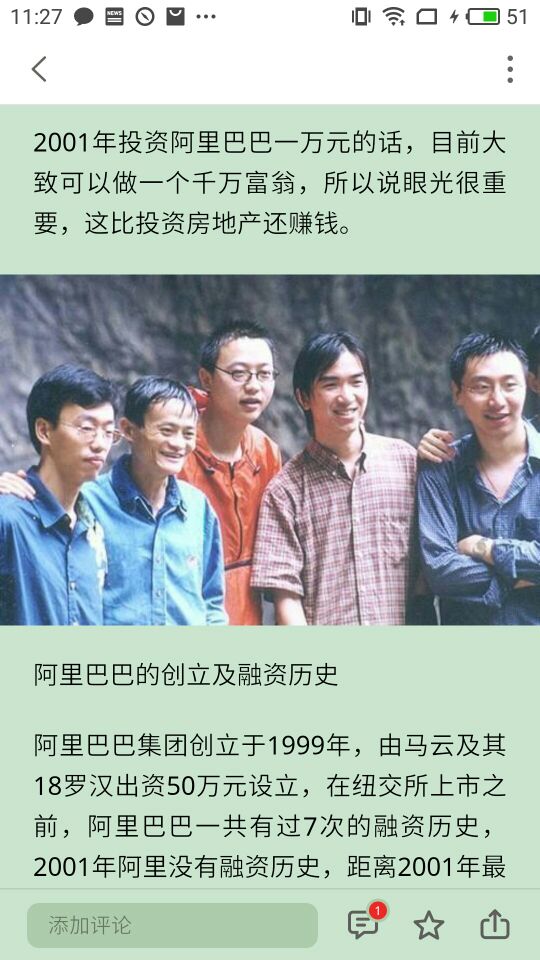 11:27
NEWS
51
2001年投资阿里巴巴一万元的话，目前大
致可以做一个千万富翁，所以说眼光很重
要，这比投资房地产还赚钱。
阿里巴巴的创立及融资历史
阿里巴巴集团创立于1999年，由马云及其
18罗汉出资50万元设立，在纽交所上市之
前，阿里巴巴一共有过7次的融资历史，
2001年阿里没有融资历史，距离2001年最
添加评论
1